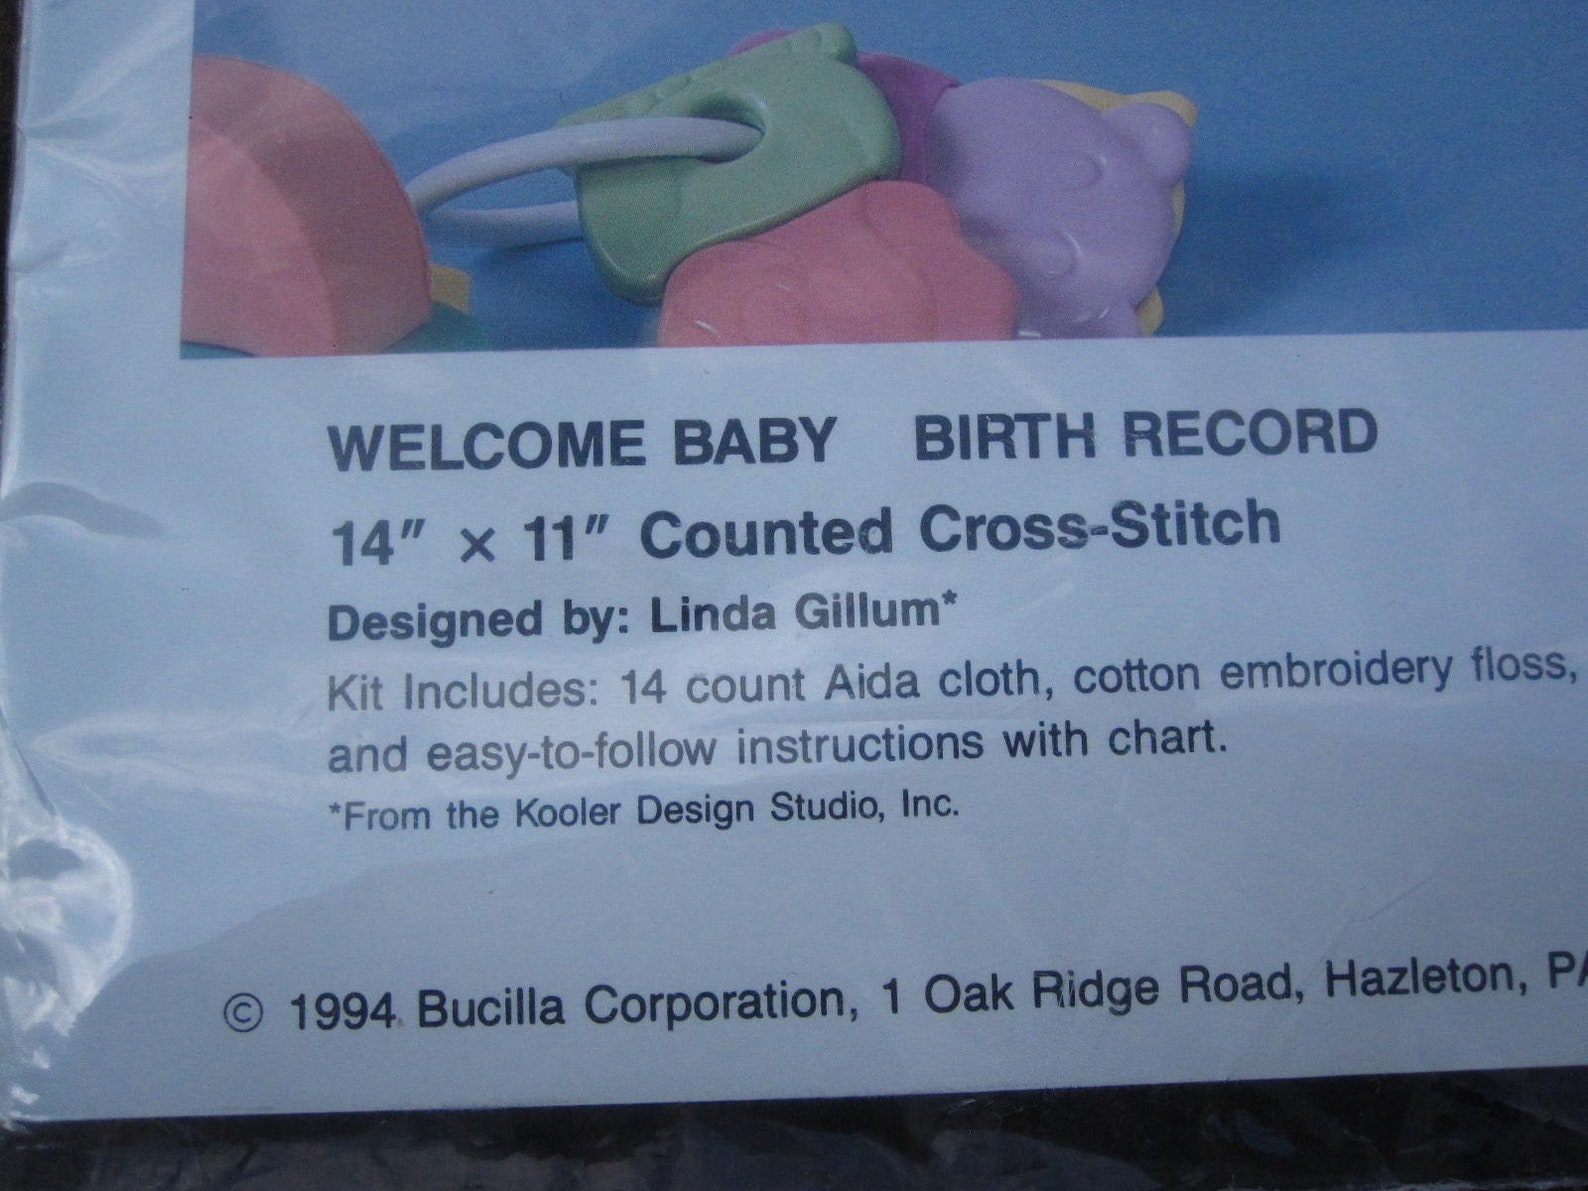 WELCOME BABY BIRTH RECORD
14" × 11" Counted Cross-Stitch
Designed by: Linda Gillum*
Kit Includes: 14 count Aida cloth, cotton embroidery floss,
and easy-to-follow instructions with chart.
*From the Kooler Design Studio, Inc.
© 1994 Bucilla Corporation, 1 Oak Ridge Road, Hazleton, PA